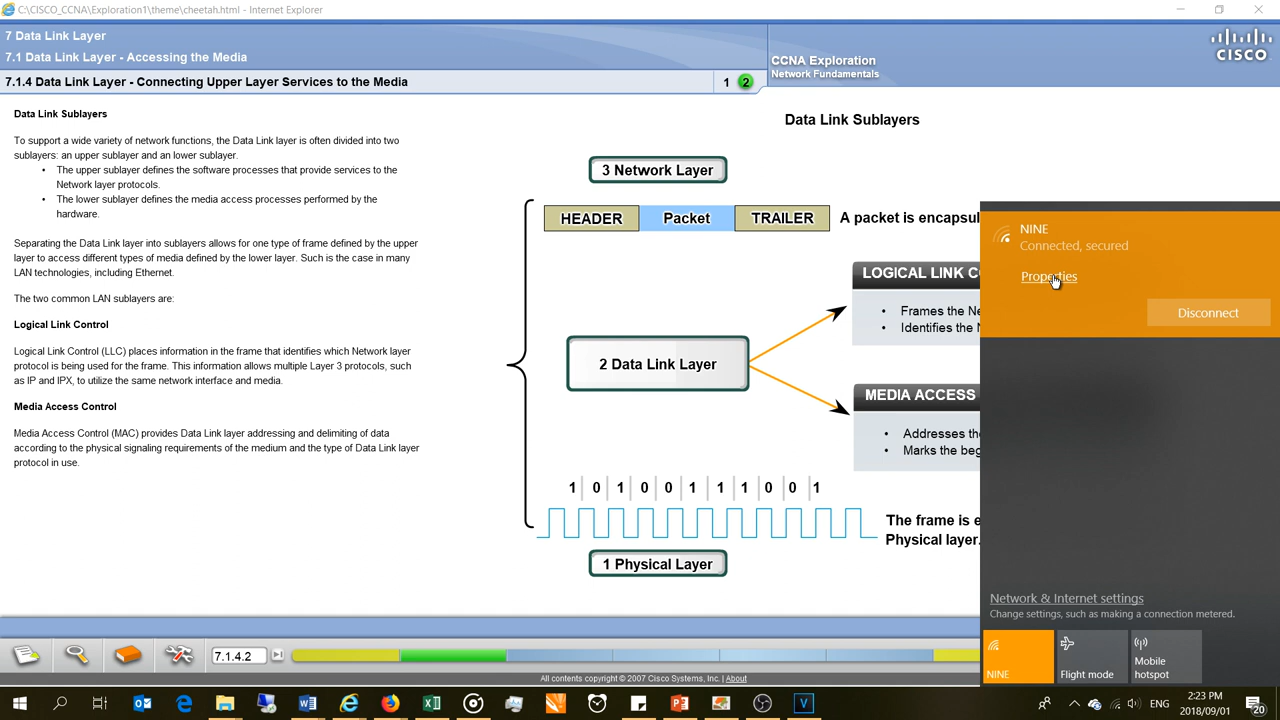 C:\CISCO_CCNA\Exploration1\theme\cheetah.html - Internet Explorer
7 Data Link Layer
7.1 Data Link Layer - Accessing the Media
7.1.4 Data Link Layer - Connecting Upper Layer Services to the Media
1 2
CCNA Exploration
Network Fundamentals
CISCO
Data Link Sublayers
To support a wide variety of network functions, the Data Link layer is often divided into two
sublayers: an upper sublayer and an lower sublayer.
• The upper sublayer defines the software processes that provide services to the
Network layer protocols.
• The lower sublayer defines the media access processes performed by the
hardware.
Separating the Data Link layer into sublayers allows for one type of frame defined by the upper
layer to access different types of media defined by the lower layer. Such is the case in many
LAN technologies, including Ethernet.
The two common LAN sublayers are:
Logical Link Control
Logical Link Control (LLC) places information in the frame that identifies which Network layer
protocol is being used for the frame. This information allows multiple Layer 3 protocols, such
as IP and IPX, to utilize the same network interface and media.
Media Access Control
Media Access Control (MAC) provides Data Link layer addressing and delimiting of data
according to the physical signaling requirements of the medium and the type of Data Link layer
protocol in use.
Data Link Sublayers
3 Network Layer
HEADER Packet TRAILER
A packet is encapsul
LOGICAL LINK C
• Frames the Ne
• Identifies the N
2 Data Link Layer
MEDIA ACCESS
• Addresses the
• Marks the beg
1 0 1 0 0 1 1 1 0 0 1
The frame is e
Physical layer.
1 Physical Layer
NINE
Connected, secured
Properties
Disconnect
Network & Internet settings
Change settings, such as making a connection metered.
NINE
Flight mode
Mobile
hotspot
7.1.4.2
All contents copyright © 2007 Cisco Systems, Inc. | About
2:23 PM
ENG
2018/09/01
20